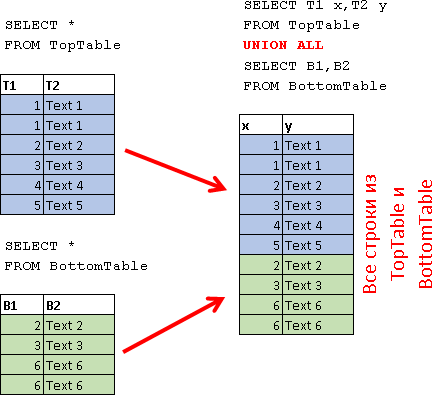 SELECT *
FROM TopTable
T1 T2
1 Text 1
1 Text 1
2 Text 2
3 Text 3
4 Text 4
5 Text 5
SELECT *
FROM BottomTable
B1 B2
2 Text 2
3 Text 3
6 Text 6
6 Text 6
SELECT T1 x,T2 y
FROM TopTable
UNION ALL
SELECT B1,B2
FROM BottomTable
x y
1 Text 1
1 Text 1
2 Text 2
3 Text 3
4 Text 4
5 Text 5
2 Text 2
3 Text 3
6 Text 6
6 Text 6
Все строки из
TopTable и
BottomTable